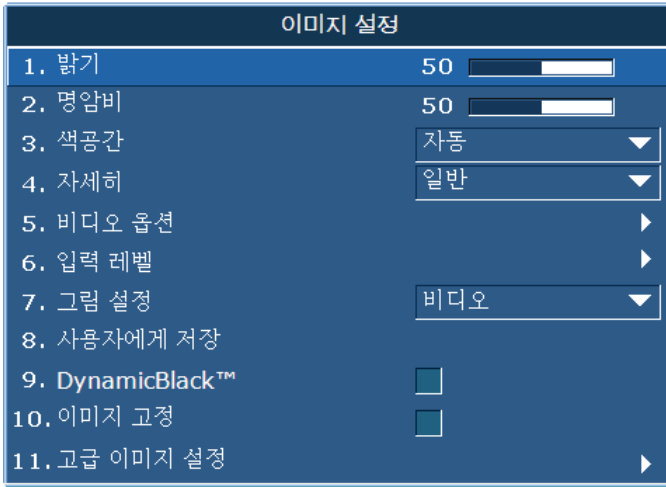 이미지 설정
1. 밝기 50
2. 명암비 50
3. 색공간 자동
4. 자세히 일반
5. 비디오 옵션
6. 입력 레벨
7. 그림 설정 비디오
8. 사용자에게 저장
9. DynamicBlack™
10. 이미지 고정
11. 고급 이미지 설정